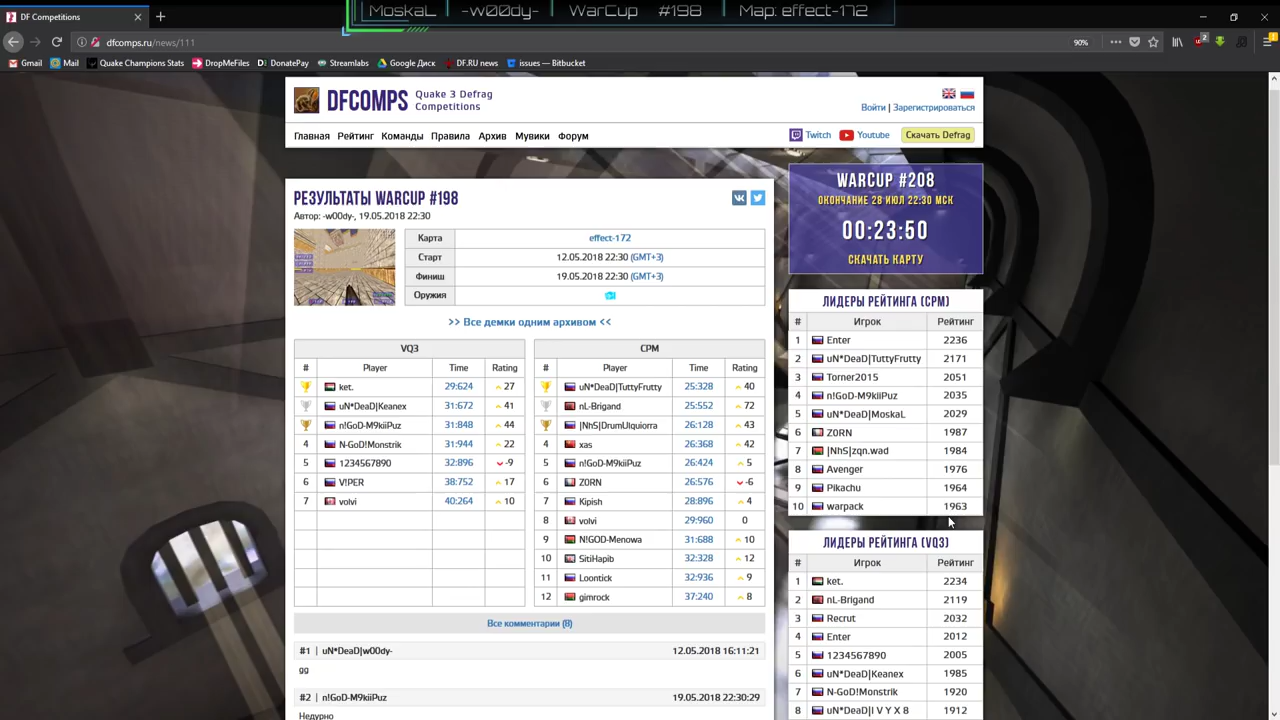 MoskaL -w00dy- WarCup #198 Map: effect-172
DF Competitions
dfcomps.ru/news/111
90%
Gmail Mail Quake Champions Stats DropMeFiles DonatePay Streamlabs Google Диск DF.RU news issues — Bitbucket
DFCOMPS Quake 3 Defrag Competitions
Войти | Зарегистрироваться
Главная Рейтинг Команды Правила Архив Мувики Форум
Twitch Youtube Скачать Defrag
РЕЗУЛЬТАТЫ WARCUP #198
Автор: -w00dy-, 19.05.2018 22:30
Карта effect-172
Старт 12.05.2018 22:30 (GMT+3)
Финиш 19.05.2018 22:30 (GMT+3)
Оружия
>> Все демки одним архивом <<
VQ3
# Player Time Rating
ket. 29:624 27
uN*DeaD|Keanex 31:672 41
n!GoD-M9kiiPuz 31:848 44
4 N-GoD!Monstrik 31:944 22
5 1234567890 32:896 -9
6 V!PER 38:752 17
7 volvi 40:264 10
CPM
# Player Time Rating
uN*DeaD|TuttyFrutty 25:328 40
nL-Brigand 25:552 72
|NhS|DrumUlquiorra 26:128 43
4 xas 26:368 42
5 n!GoD-M9kiiPuz 26:424 5
6 Z0RN 26:576 -6
7 Kipish 28:896 4
8 volvi 29:960 0
9 N!GOD-Menowa 31:688 10
10 SitiHapib 32:328 12
11 Loontick 32:936 9
12 gimrock 37:240 8
Все комментарии (8)
#1 | uN*DeaD|w00dy- 12.05.2018 16:11:21
gg
#2 | n!GoD-M9kiiPuz 19.05.2018 22:30:29
Недурно
WARCUP #208
ОКОНЧАНИЕ 28 ИЮЛ 22:30 МСК
00:23:50
СКАЧАТЬ КАРТУ
ЛИДЕРЫ РЕЙТИНГА (CPM)
# Игрок Рейтинг
1 Enter 2236
2 uN*DeaD|TuttyFrutty 2171
3 Torner2015 2051
4 n!GoD-M9kiiPuz 2035
5 uN*DeaD|MoskaL 2029
6 Z0RN 1987
7 |NhS|zqn.wad 1984
8 Avenger 1976
9 Pikachu 1964
10 warpack 1963
ЛИДЕРЫ РЕЙТИНГА (VQ3)
# Игрок Рейтинг
1 ket. 2234
2 nL-Brigand 2119
3 Recrut 2032
4 Enter 2012
5 1234567890 2005
6 uN*DeaD|Keanex 1985
7 N-GoD!Monstrik 1920
8 uN*DeaD|I V Y X 8 1912